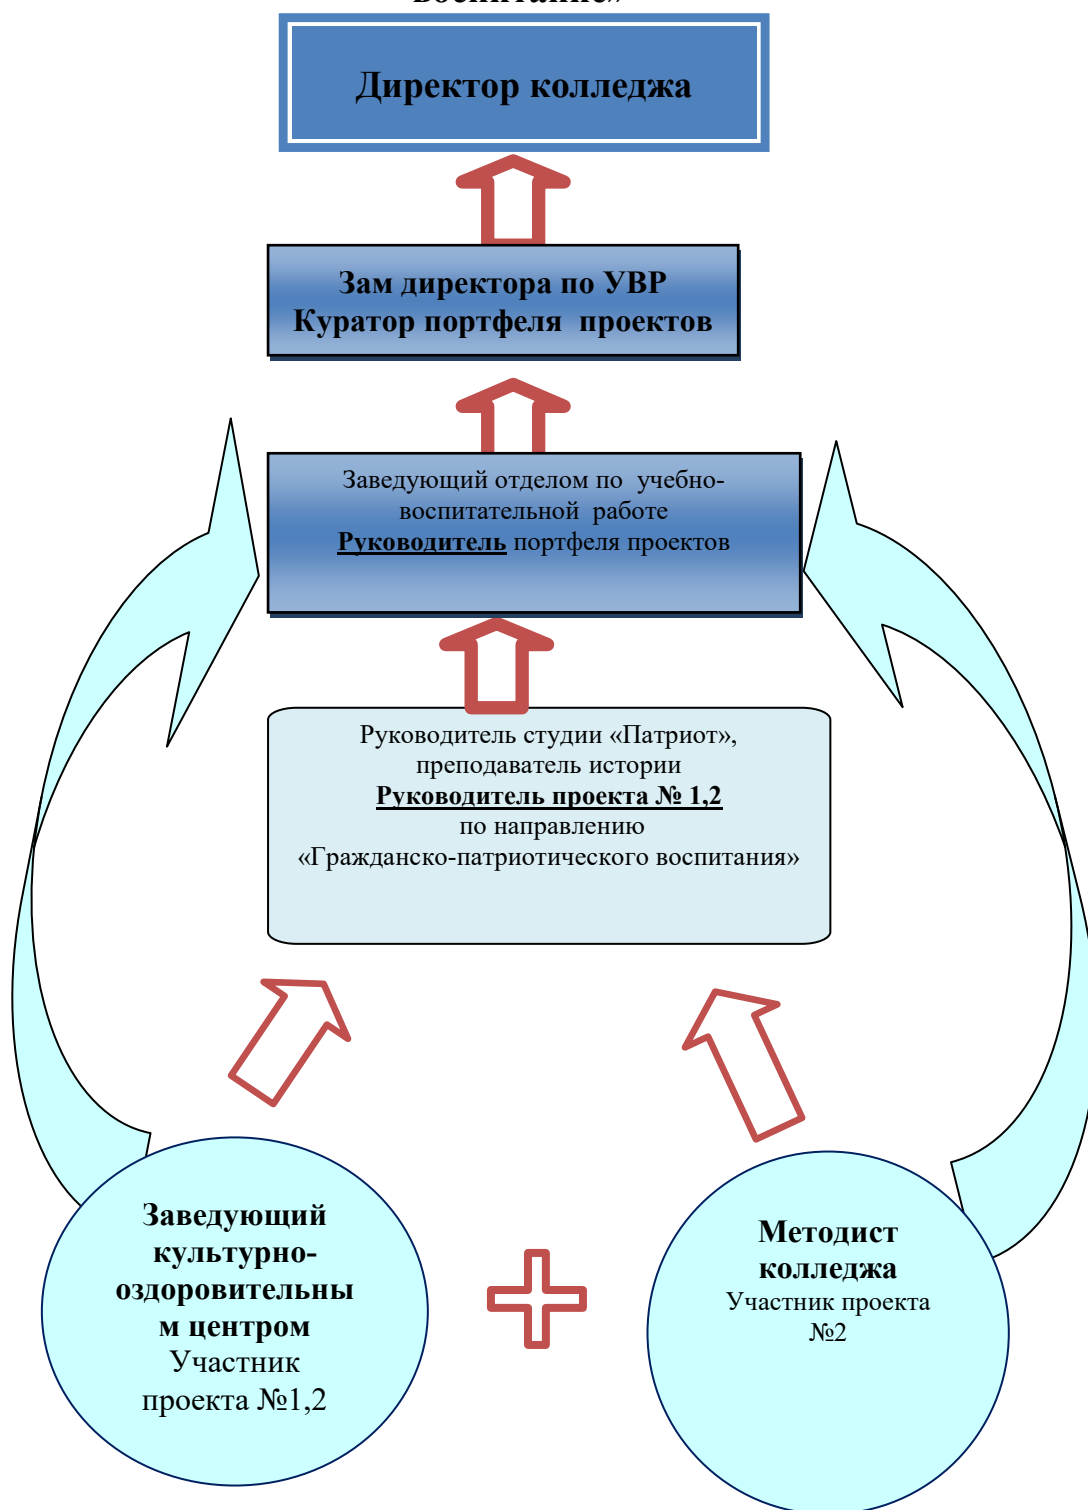 воспитание»
Директор колледжа
Зам директора по УВР
Куратор портфеля проектов
Заведующий отделом по учебно-
воспитательной работе
Руководитель портфеля проектов
Руководитель студии «Патриот»,
преподаватель истории
Руководитель проекта № 1,2
по направлению
«Гражданско-патриотического воспитания»
Заведующий
культурно-
оздоровительны
м центром
Участник
проекта №1,2
Методист
колледжа
Участник проекта
№2